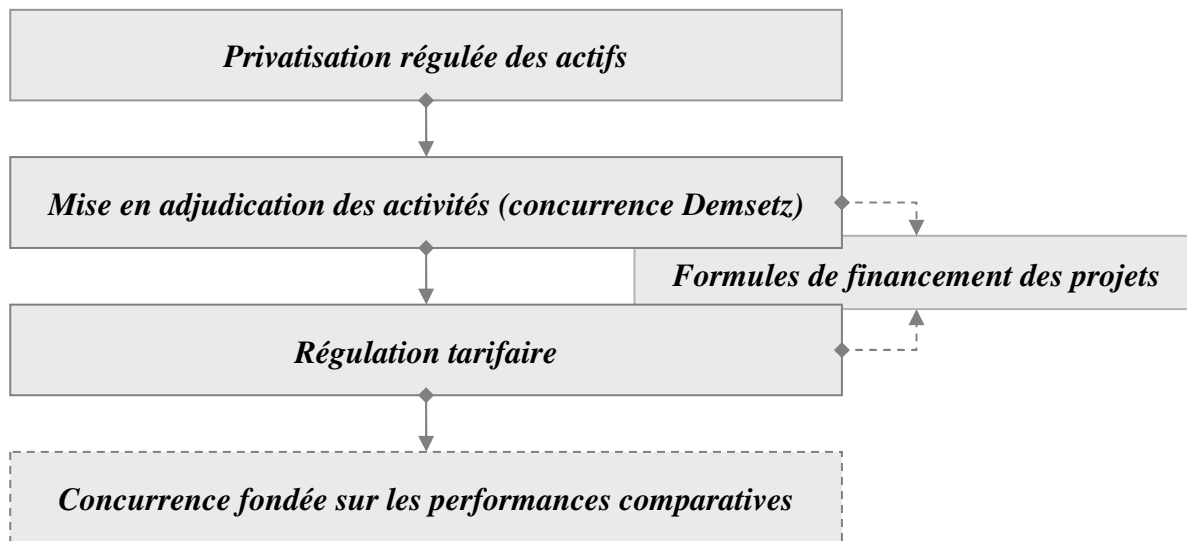 Privatisation régulée des actifs
Mise en adjudication des activités (concurrence Demsetz)
Formules de financement des projets
Régulation tarifaire
Concurrence fondée sur les performances comparatives